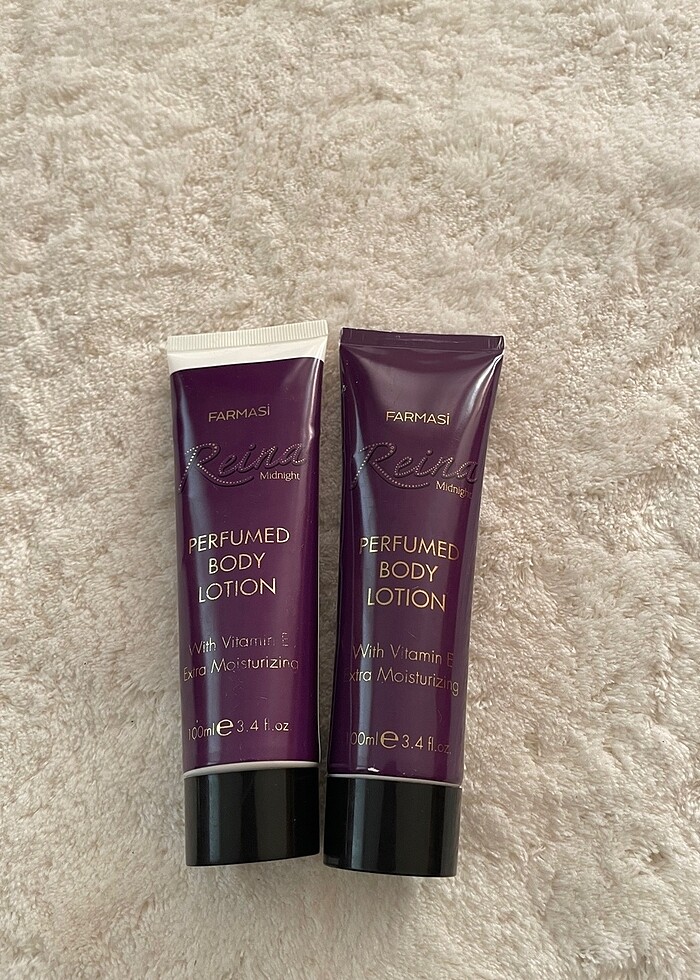 FARMASİ
Reina
Midnight
PERFUMED
BODY
LOTION
With Vitamin E
Extra Moisturizing
100ml e 3.4 fl.oz.
FARMASİ
Reina
Midnight
PERFUMED
BODY
LOTION
With Vitamin E
Extra Moisturizing
100ml e 3.4 fl.oz.